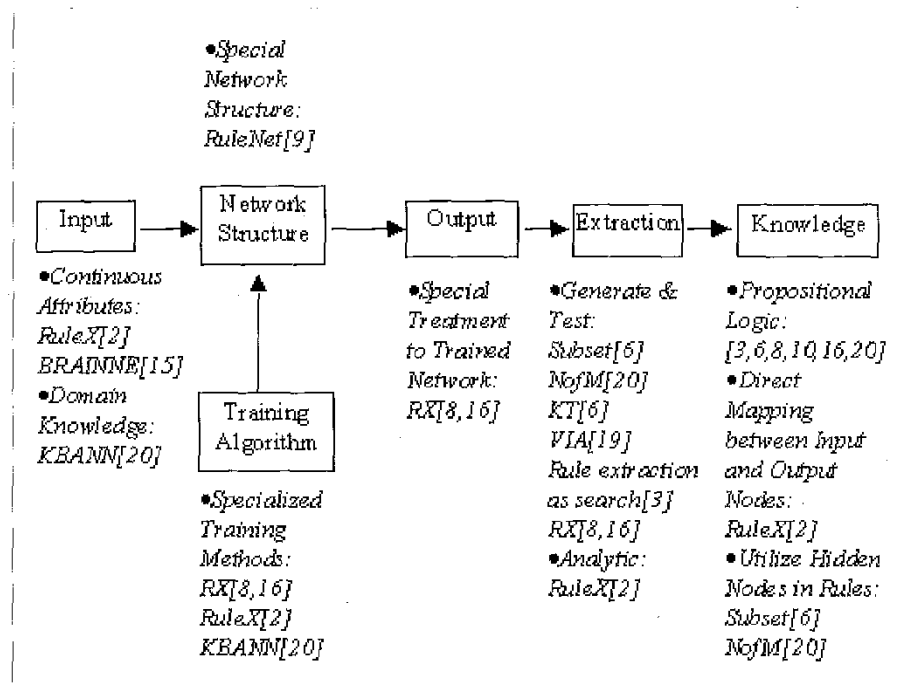 •Special
Network
Structure:
RuleNet[9]
Input
Network
Structure
Output
Extraction
Knowledge
•Continuous
Attributes:
RuleX[2]
BRAINNE[15]
•Domain
Knowledge:
KBANN[20]
Training
Algorithm
•Specialized
Training
Methods:
RX[8,16]
RuleX[2]
KBANN[20]
•Special
Treatment
to Trained
Network:
RX[8,16]
•Generate &
Test:
Subset[6]
NofM[20]
KT[6]
VIA[19]
Rule extraction
as search[3]
RX[8,16]
•Analytic:
RuleX[2]
•Propositional
Logic:
[3,6,8,10,16,20]
•Direct
Mapping
between Input
and Output
Nodes:
RuleX[2]
•Utilize Hidden
Nodes in Rules:
Subset[6]
NofM[20]